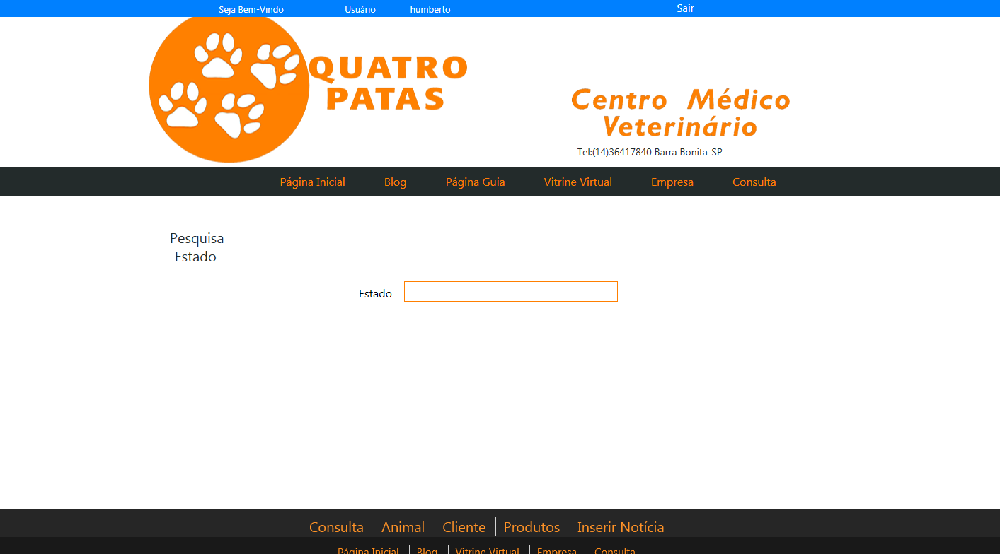 Seja Bem-Vindo Usuário humberto Sair
QUATRO
PATAS
Centro Médico
Veterinário
Tel:(14)36417840 Barra Bonita-SP
Página Inicial Blog Página Guia Vitrine Virtual Empresa Consulta
Pesquisa
Estado
Estado
Consulta Animal Cliente Produtos Inserir Notícia
Página Inicial Blog Vitrine Virtual Empresa Consulta